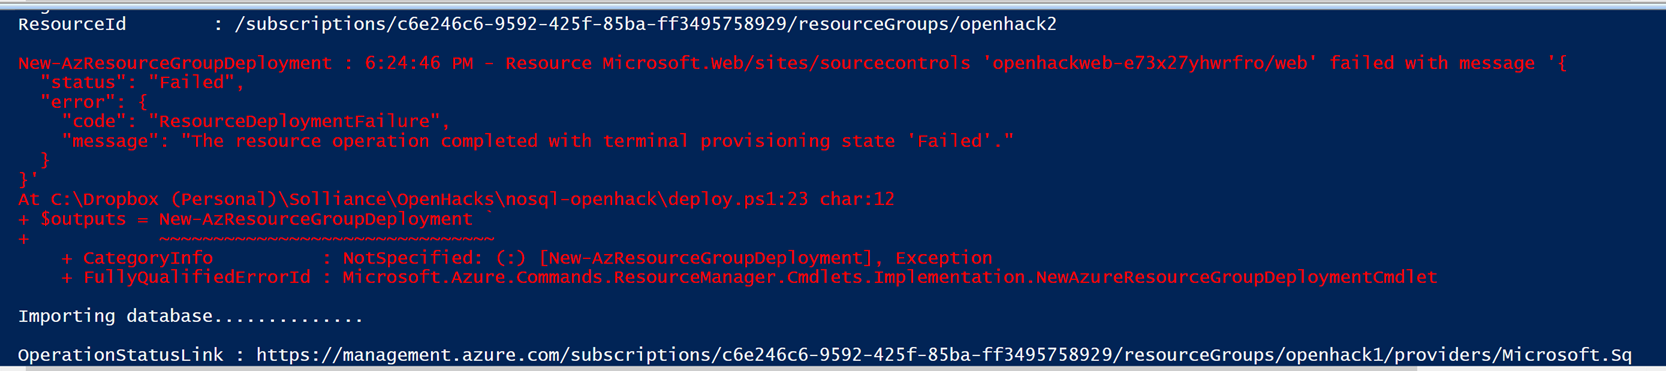 ResourceId        : /subscriptions/c6e246c6-9592-425f-85ba-ff3495758929/resourceGroups/openhack2
New-AzResourceGroupDeployment : 6:24:46 PM - Resource Microsoft.Web/sites/sourcecontrols 'openhackweb-e73x27yhwrfro/web' failed with message '{
  "status": "Failed",
  "error": {
    "code": "ResourceDeploymentFailure",
    "message": "The resource operation completed with terminal provisioning state 'Failed'."
  }
}'
At C:\Dropbox (Personal)\Solliance\OpenHacks\nosql-openhack\deploy.ps1:23 char:12
+ $outputs = New-AzResourceGroupDeployment `
+            ~~~~~~~~~~~~~~~~~~~~~~~~~~~~~~~
    + CategoryInfo          : NotSpecified: (:) [New-AzResourceGroupDeployment], Exception
    + FullyQualifiedErrorId : Microsoft.Azure.Commands.ResourceManager.Cmdlets.Implementation.NewAzureResourceGroupDeploymentCmdlet
Importing database..............
OperationStatusLink : https://management.azure.com/subscriptions/c6e246c6-9592-425f-85ba-ff3495758929/resourceGroups/openhack1/providers/Microsoft.Sq